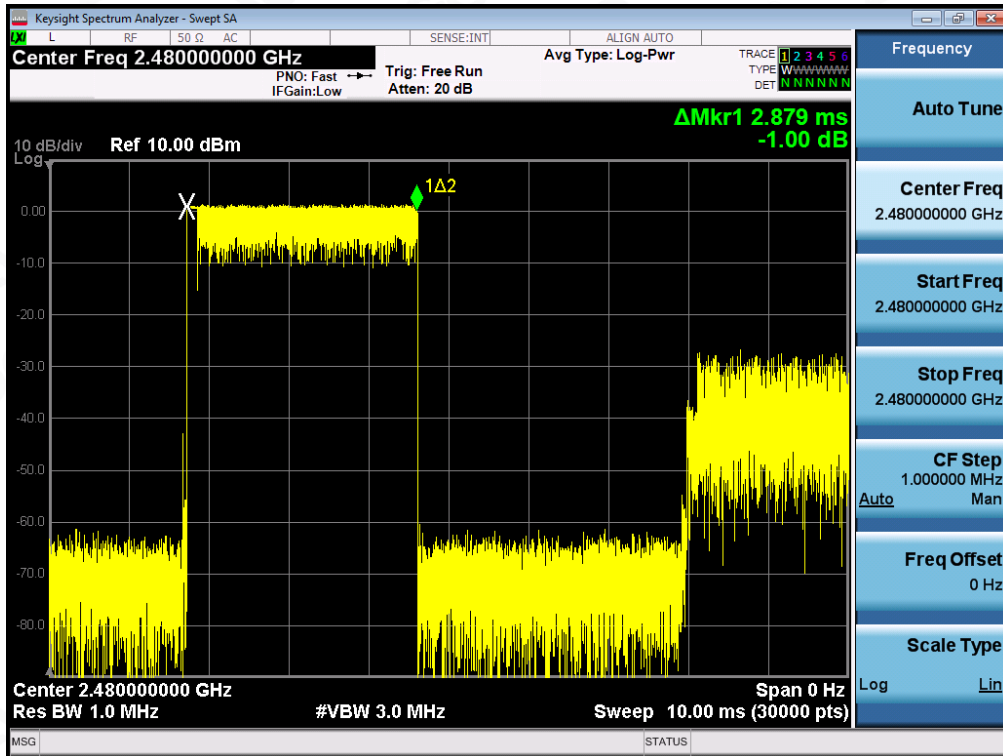 Keysight Spectrum Analyzer - Swept SA
LXI L RF 50 Ω AC SENSE:INT ALIGN AUTO
Center Freq 2.480000000 GHz
PNO: Fast
IFGain:Low
Trig: Free Run
Atten: 20 dB
Avg Type: Log-Pwr
TRACE 1 2 3 4 5 6
TYPE WWWWWW
DET N N N N N N
ΔMkr1 2.879 ms
-1.00 dB
10 dB/div Ref 10.00 dBm
Log
1Δ2
0.00
-10.0
-20.0
-30.0
-40.0
-50.0
-60.0
-70.0
-80.0
Center 2.480000000 GHz Span 0 Hz
Res BW 1.0 MHz #VBW 3.0 MHz Sweep 10.00 ms (30000 pts)
MSG STATUS
Frequency
Auto Tune
Center Freq
2.480000000 GHz
Start Freq
2.480000000 GHz
Stop Freq
2.480000000 GHz
CF Step
1.000000 MHz
Auto Man
Freq Offset
0 Hz
Scale Type
Log Lin